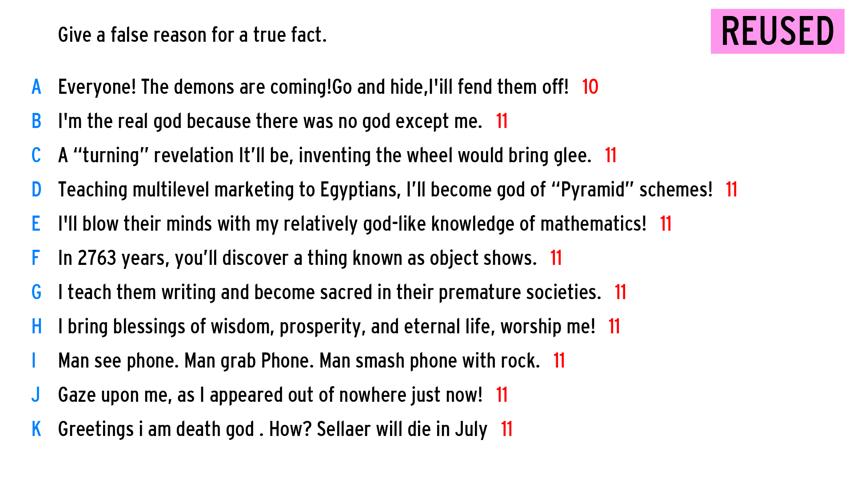 Give a false reason for a true fact.
REUSED
A Everyone! The demons are coming!Go and hide,I'ill fend them off! 10
B I'm the real god because there was no god except me. 11
C A “turning” revelation It’ll be, inventing the wheel would bring glee. 11
D Teaching multilevel marketing to Egyptians, I’ll become god of “Pyramid” schemes! 11
E I'll blow their minds with my relatively god-like knowledge of mathematics! 11
F In 2763 years, you’ll discover a thing known as object shows. 11
G I teach them writing and become sacred in their premature societies. 11
H I bring blessings of wisdom, prosperity, and eternal life, worship me! 11
I Man see phone. Man grab Phone. Man smash phone with rock. 11
J Gaze upon me, as I appeared out of nowhere just now! 11
K Greetings i am death god . How? Sellaer will die in July 11